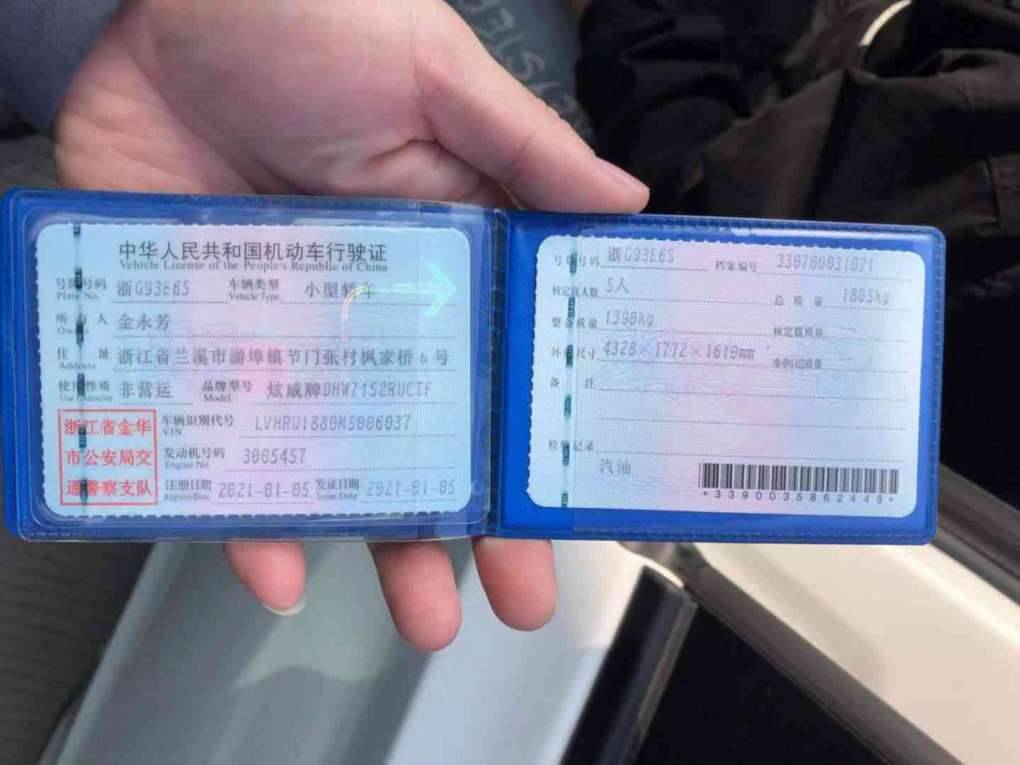 中华人民共和国机动车行驶证
Vehicle License of the People's Republic of China
号牌号码 浙G93E6S 车辆类型 小型轿车
Plate No. Vehicle Type
所有人 金永芳
Owner
住址 浙江省兰溪市游埠镇节门张村枫家桥6号
Address
使用性质 非营运 品牌型号 炫威牌DHW7152RUCTF
Use Character Model
浙江省金华
市公安局交
通警察支队
车辆识别代号 LVHRU1880M5006037
VIN
发动机号码 3005457
Engine No.
注册日期 2021-01-05 发证日期 2021-01-05
Register Date Issue Date
号牌号码 浙G93E6S 档案编号 330700031071
核定载人数 5人 总质量 1805kg
整备质量 1390kg 核定载质量
外廓尺寸 4328×1772×1610mm 准牵引总质量
备注
检验记录
汽油
*3390035862448*